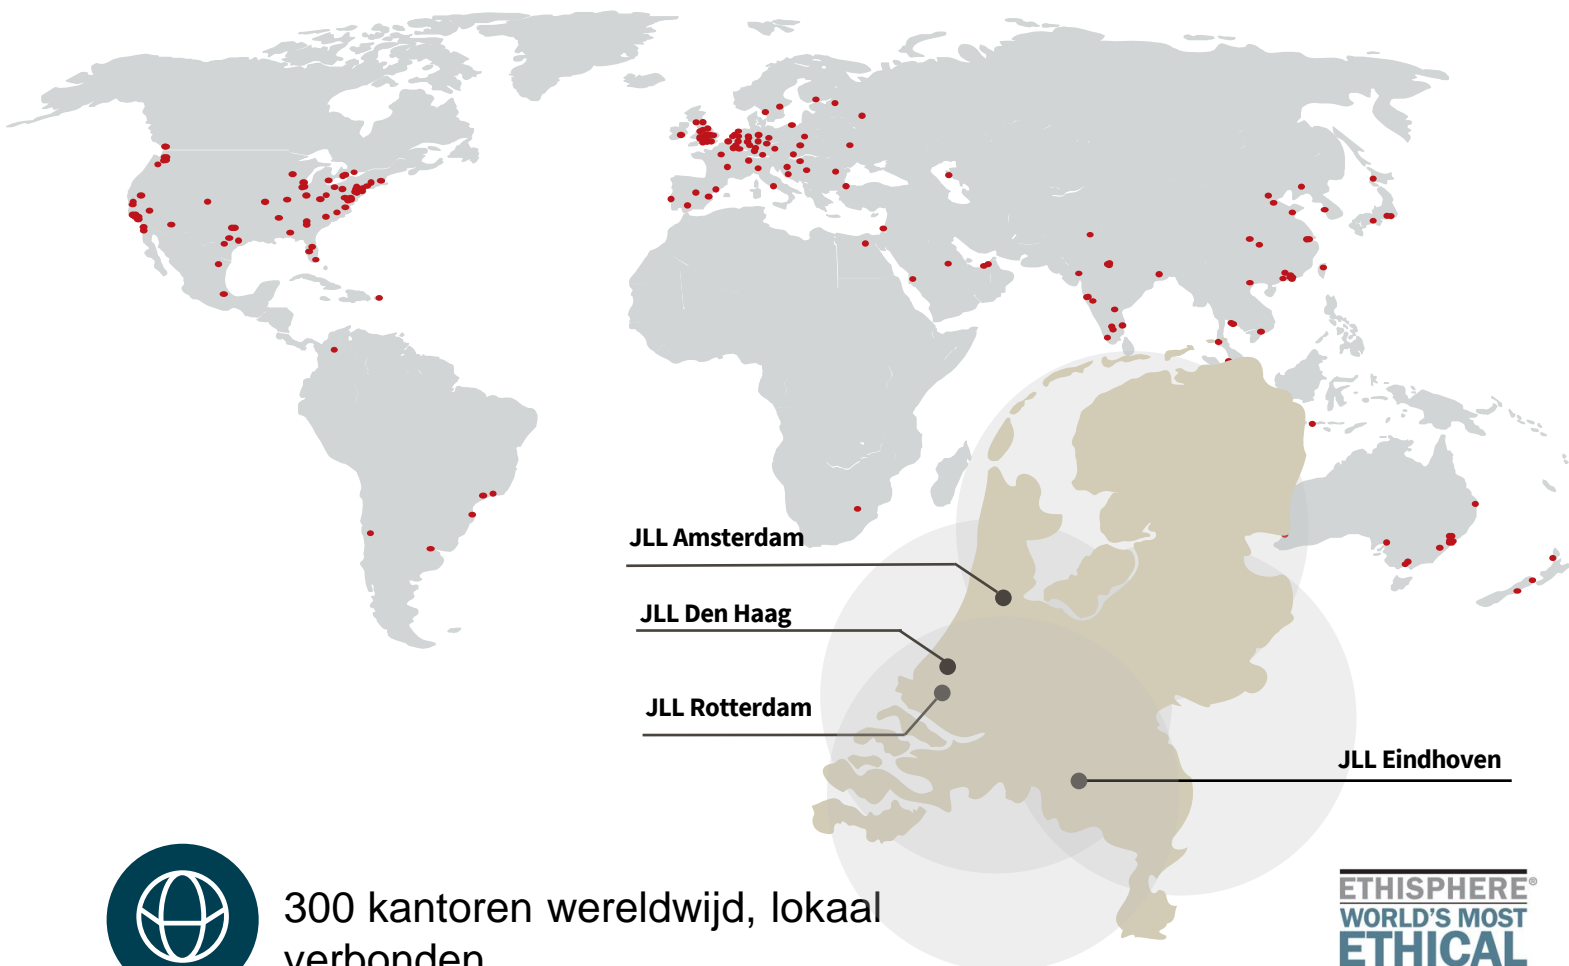 JLL Amsterdam
JLL Den Haag
JLL Rotterdam
JLL Eindhoven
300 kantoren wereldwijd, lokaal
verbonden
ETHISPHERE®
WORLD'S MOST
ETHICAL